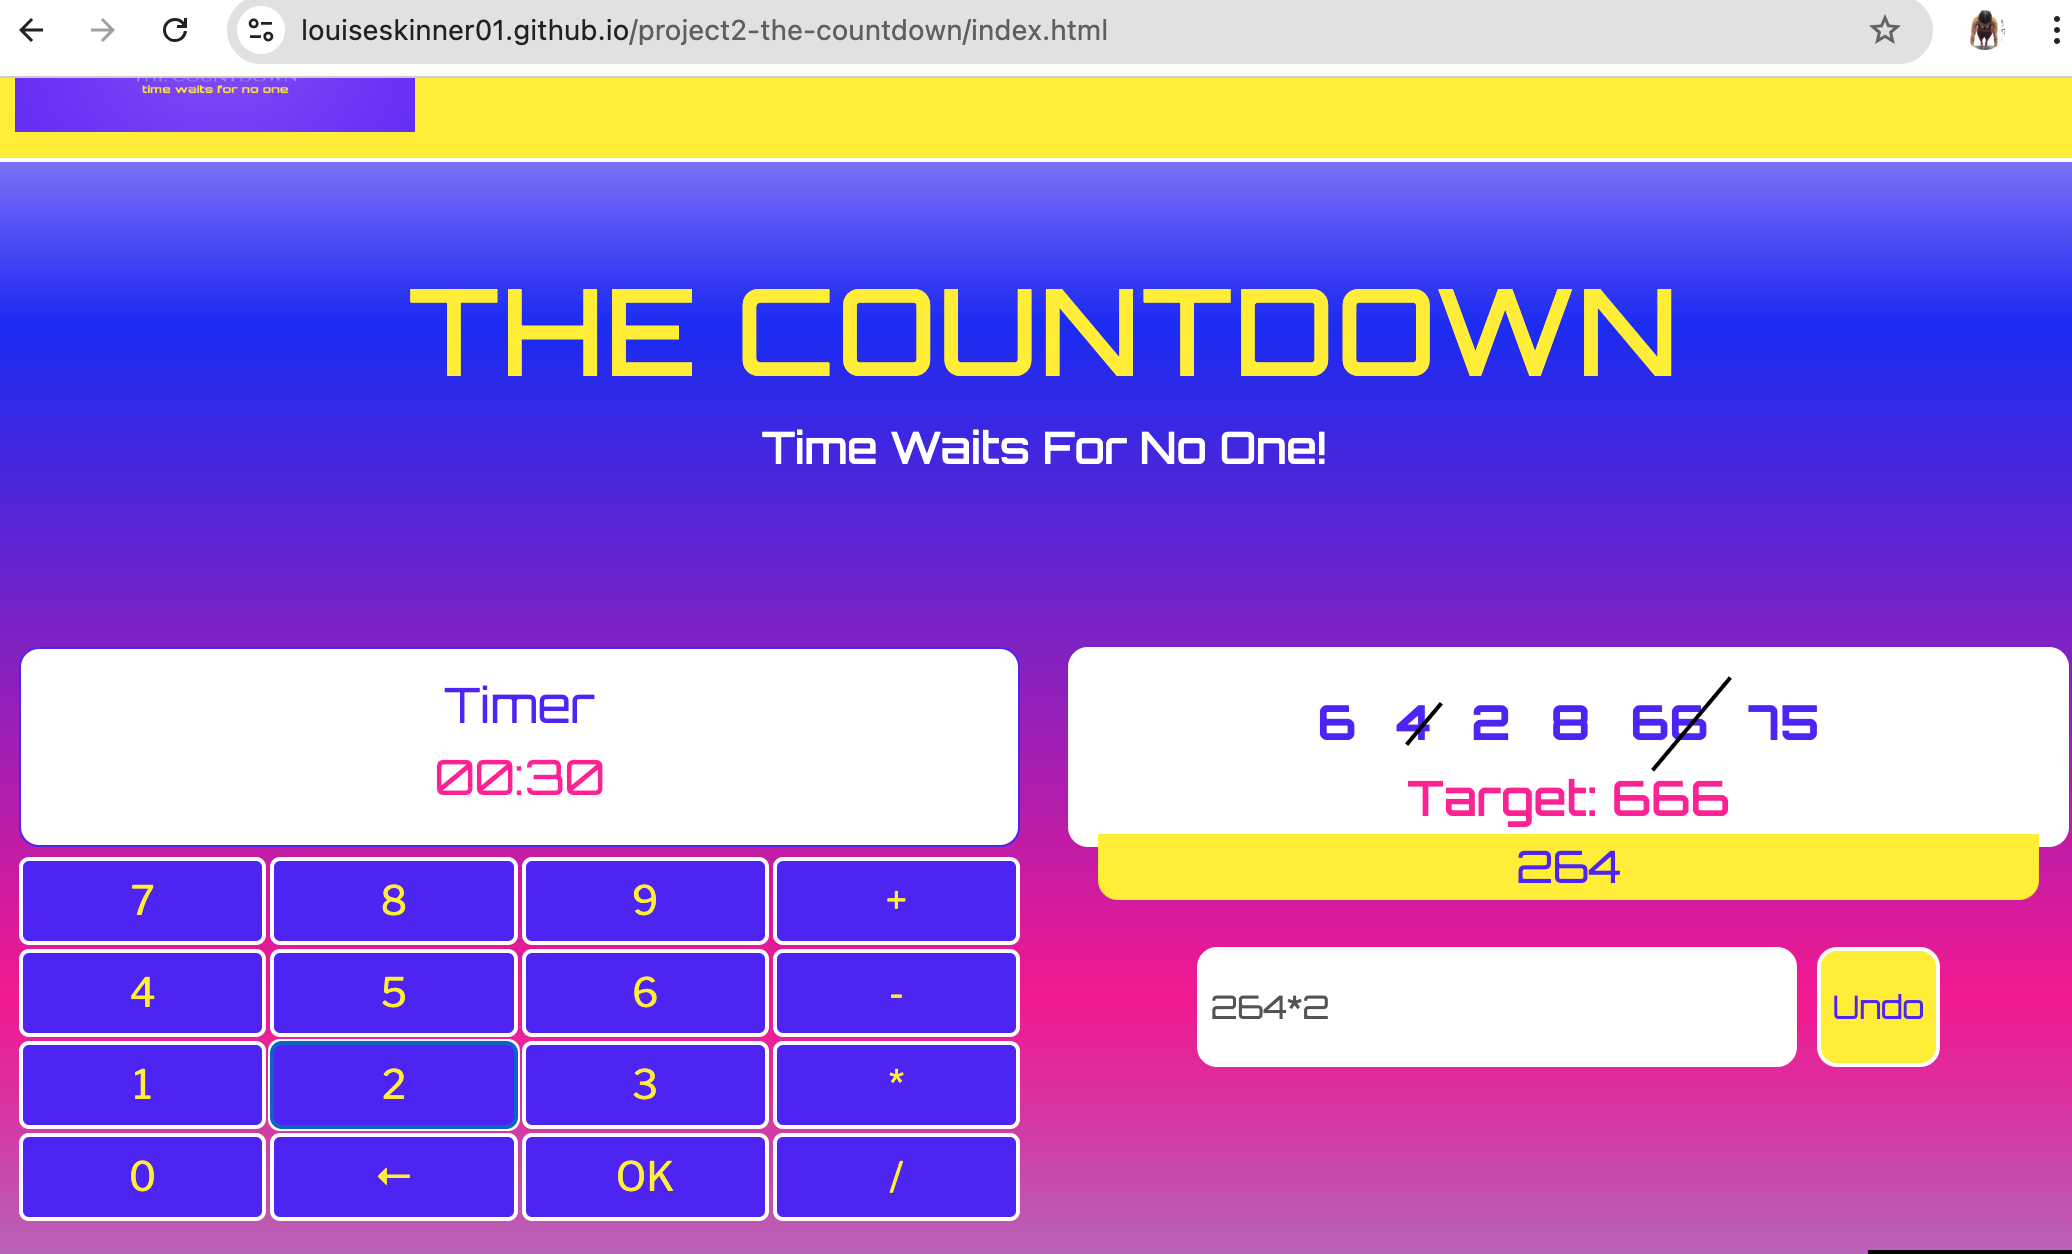 louiseskinner01.github.io/project2-the-countdown/index.html
THE COUNTDOWN
time waits for no one
THE COUNTDOWN
Time Waits For No One!
Timer
00:30
6 4 2 8 66 75
Target: 666
264
264*2
Undo
7 8 9 +
4 5 6 -
1 2 3 *
0 ← OK /